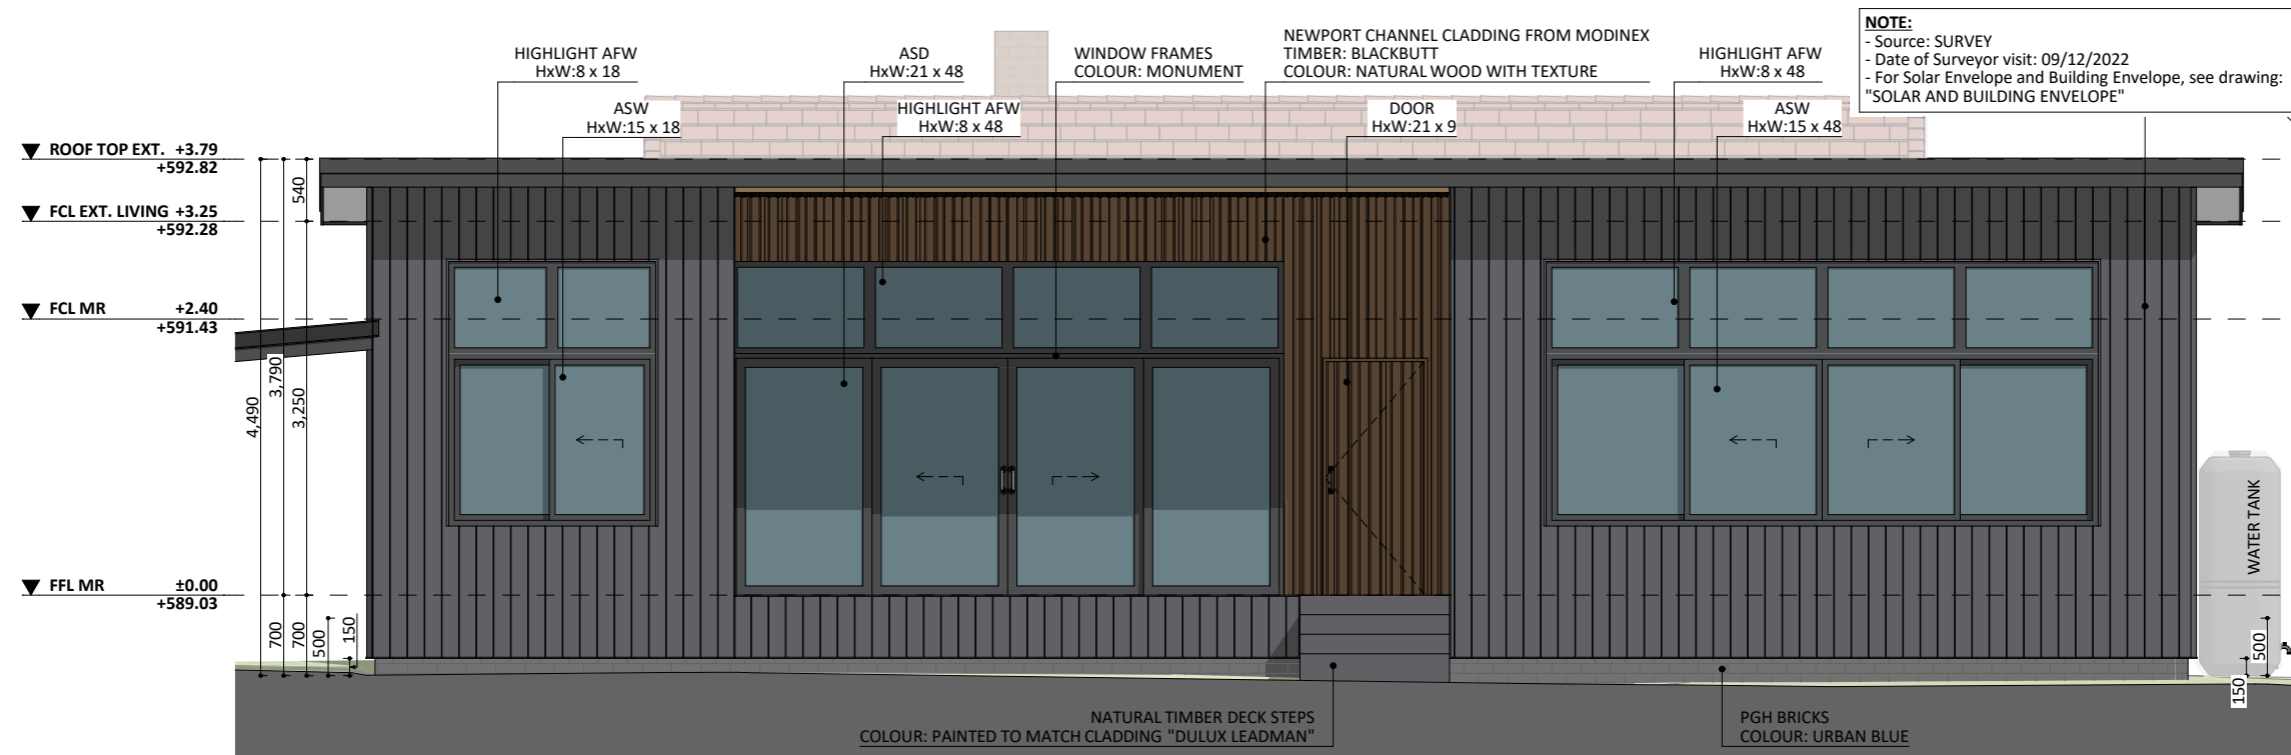 HIGHLIGHT AFW
HxW:8 x 18
ASW
HxW:15 x 18
ASD
HxW:21 x 48
HIGHLIGHT AFW
HxW:8 x 48
WINDOW FRAMES
COLOUR: MONUMENT
NEWPORT CHANNEL CLADDING FROM MODINEX
TIMBER: BLACKBUTT
COLOUR: NATURAL WOOD WITH TEXTURE
DOOR
HxW:21 x 9
HIGHLIGHT AFW
HxW:8 x 48
ASW
HxW:15 x 48
NOTE:
- Source: SURVEY
- Date of Surveyor visit: 09/12/2022
- For Solar Envelope and Building Envelope, see drawing:
"SOLAR AND BUILDING ENVELOPE"
ROOF TOP EXT. +3.79
+592.82
FCL EXT. LIVING +3.25
+592.28
FCL MR +2.40
+591.43
FFL MR ±0.00
+589.03
540
4,490
3,790
3,250
700
700
500
150
WATER TANK
500
150
NATURAL TIMBER DECK STEPS
COLOUR: PAINTED TO MATCH CLADDING "DULUX LEADMAN"
PGH BRICKS
COLOUR: URBAN BLUE